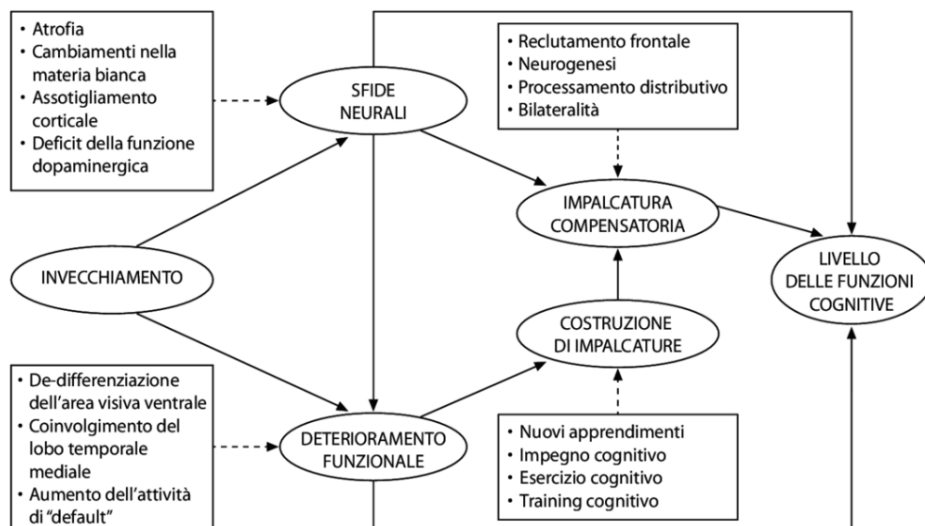 • Atrofia
• Cambiamenti nella
materia bianca
• Assotigliamento
corticale
• Deficit della funzione
dopaminergica
SFIDE
NEURALI
• Reclutamento frontale
• Neurogenesi
• Processamento distributivo
• Bilateralità
IMPALCATURA
COMPENSATORIA
INVECCHIAMENTO
LIVELLO
DELLE FUNZIONI
COGNITIVE
COSTRUZIONE
DI IMPALCATURE
• De-differenziazione
dell'area visiva ventrale
• Coinvolgimento del
lobo temporale
mediale
• Aumento dell'attività
di "default"
DETERIORAMENTO
FUNZIONALE
• Nuovi apprendimenti
• Impegno cognitivo
• Esercizio cognitivo
• Training cognitivo